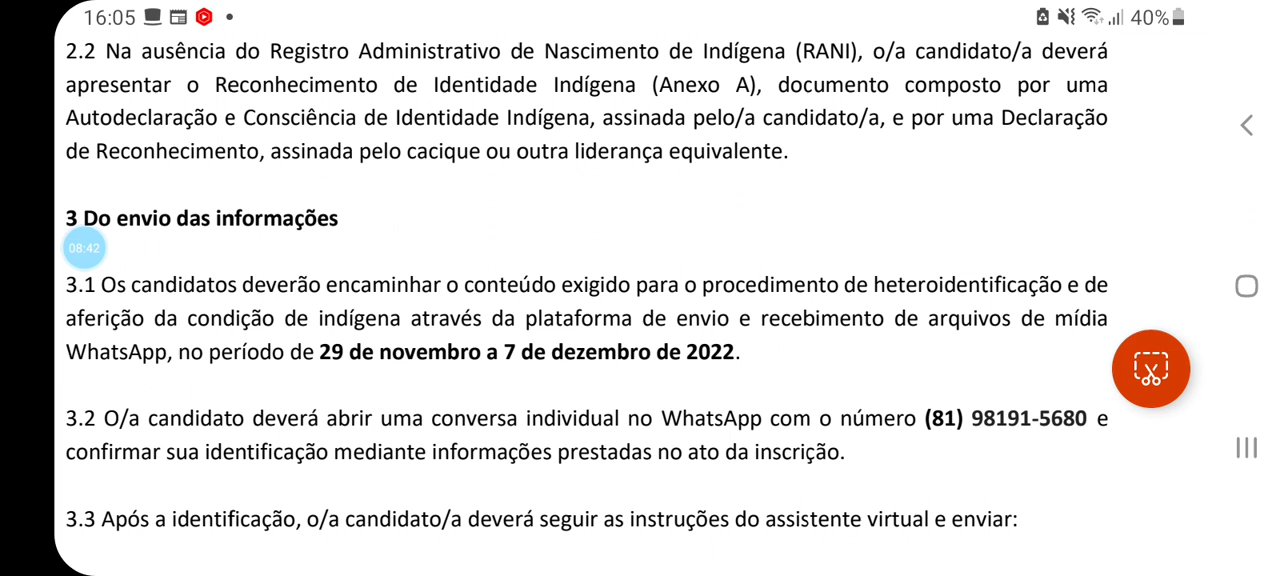 16:05
40%
2.2 Na ausência do Registro Administrativo de Nascimento de Indígena (RANI), o/a candidato/a deverá
apresentar o Reconhecimento de Identidade Indígena (Anexo A), documento composto por uma
Autodeclaração e Consciência de Identidade Indígena, assinada pelo/a candidato/a, e por uma Declaração
de Reconhecimento, assinada pelo cacique ou outra liderança equivalente.
3 Do envio das informações
08:42
3.1 Os candidatos deverão encaminhar o conteúdo exigido para o procedimento de heteroidentificação e de
aferição da condição de indígena através da plataforma de envio e recebimento de arquivos de mídia
WhatsApp, no período de 29 de novembro a 7 de dezembro de 2022.
3.2 O/a candidato deverá abrir uma conversa individual no WhatsApp com o número (81) 98191-5680 e
confirmar sua identificação mediante informações prestadas no ato da inscrição.
3.3 Após a identificação, o/a candidato/a deverá seguir as instruções do assistente virtual e enviar: